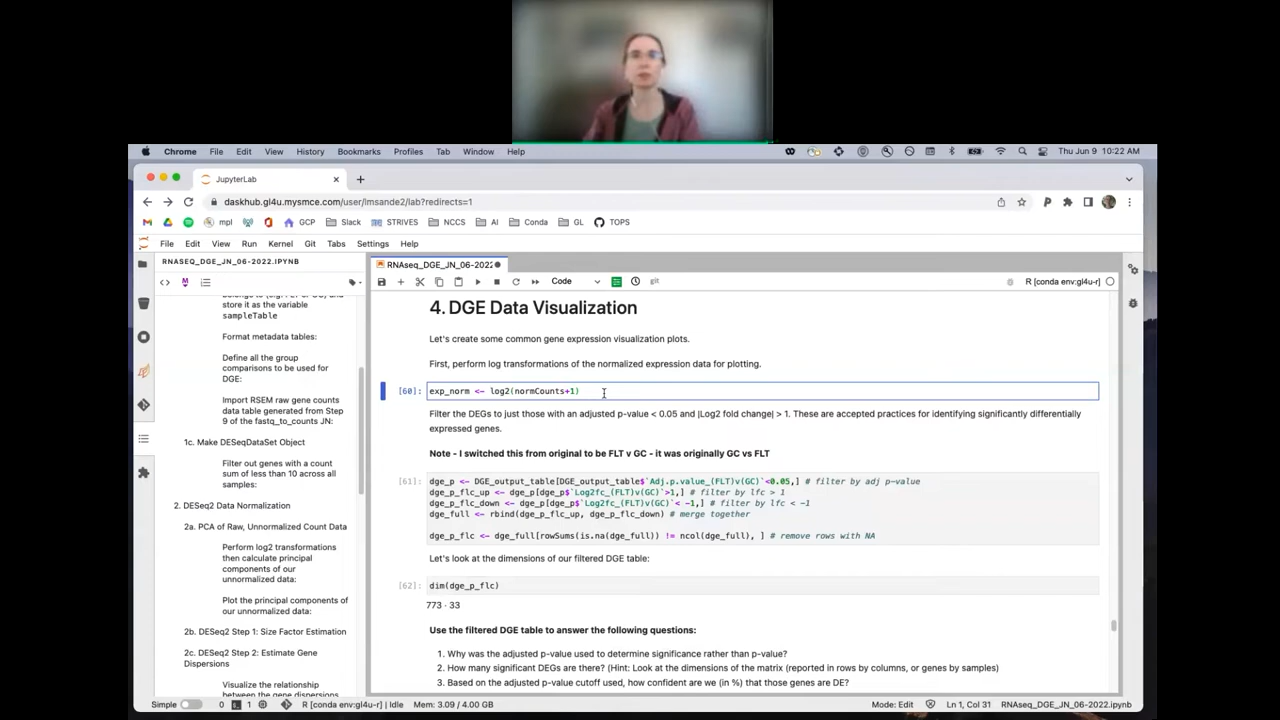 Chrome File Edit View History Bookmarks Profiles Tab Window Help Thu Jun 9 10:22 AM
JupyterLab
daskhub.gl4u.mysmce.com/user/lmsande2/lab?redirects=1
mpl GCP Slack STRIVES NCCS AI Conda GL TOPS
File Edit View Run Kernel Git Tabs Settings Help
RNASEQ_DGE_JN_06-2022.IPYNB
store it as the variable
sampleTable
Format metadata tables:
Define all the group
comparisons to be used for
DGE:
Import RSEM raw gene counts
data table generated from Step
9 of the fastq_to_counts JN:
1c. Make DESeqDataSet Object
Filter out genes with a count
sum of less than 10 across all
samples:
2. DESeq2 Data Normalization
2a. PCA of Raw, Unnormalized Count Data
Perform log2 transformations
then calculate principal
components of our
unnormalized data:
Plot the principal components
of our unnormalized data:
2b. DESeq2 Step 1: Size Factor Estimation
2c. DESeq2 Step 2: Estimate Gene
Dispersions
Visualize the relationship
between the gene dispersions
RNAseq_DGE_JN_06-2022
Code git R [conda env:gl4u-r]
4. DGE Data Visualization
Let's create some common gene expression visualization plots.
First, perform log transformations of the normalized expression data for plotting.
[60]: exp_norm <- log2(normCounts+1)
Filter the DEGs to just those with an adjusted p-value < 0.05 and |Log2 fold change| > 1. These are accepted practices for identifying significantly differentially
expressed genes.
Note - I switched this from original to be FLT v GC - it was originally GC vs FLT
[61]: dge_p <- DGE_output_table[DGE_output_table$`Adj.p.value_(FLT)v(GC)`<0.05,] # filter by adj p-value
dge_p_flc_up <- dge_p[dge_p$`Log2fc_(FLT)v(GC)`>1,] # filter by lfc > 1
dge_p_flc_down <- dge_p[dge_p$`Log2fc_(FLT)v(GC)`< -1,] # filter by lfc < -1
dge_full <- rbind(dge_p_flc_up, dge_p_flc_down) # merge together
dge_p_flc <- dge_full[rowSums(is.na(dge_full)) != ncol(dge_full), ] # remove rows with NA
Let's look at the dimensions of our filtered DGE table:
[62]: dim(dge_p_flc)
773 · 33
Use the filtered DGE table to answer the following questions:
1. Why was the adjusted p-value used to determine significance rather than p-value?
2. How many significant DEGs are there? (Hint: Look at the dimensions of the matrix (reported in rows by columns, or genes by samples)
3. Based on the adjusted p-value cutoff used, how confident are we (in %) that those genes are DE?
Simple 0 1 R [conda env:gl4u-r] | Idle Mem: 3.09 / 4.00 GB Mode: Edit Ln 1, Col 31 RNAseq_DGE_JN_06-2022.ipynb